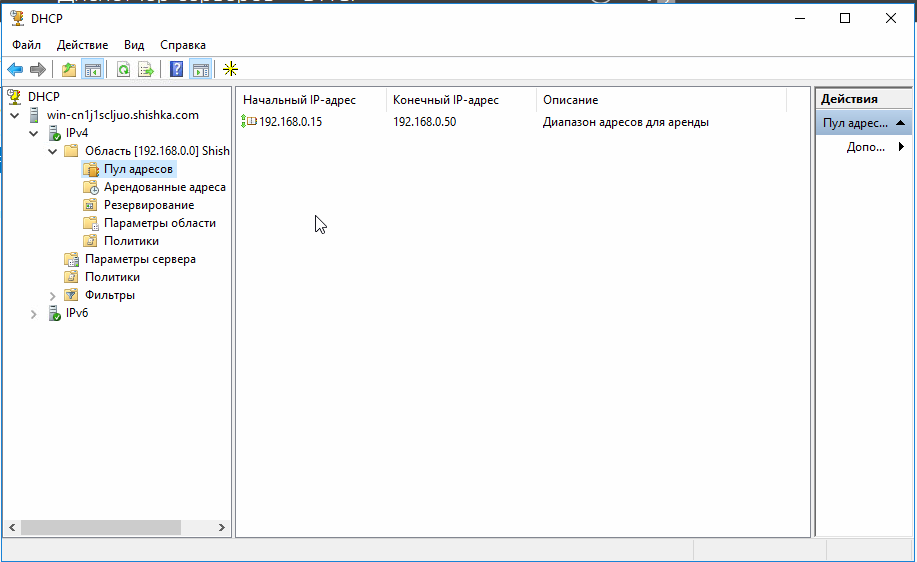 DHCP
Файл Действие Вид Справка
DHCP
win-cn1j1scljuo.shishka.com
IPv4
Область [192.168.0.0] Shish
Пул адресов
Арендованные адреса
Резервирование
Параметры области
Политики
Параметры сервера
Политики
Фильтры
IPv6
Начальный IP-адрес Конечный IP-адрес Описание
192.168.0.15 192.168.0.50 Диапазон адресов для аренды
Действия
Пул адрес...
Допо...